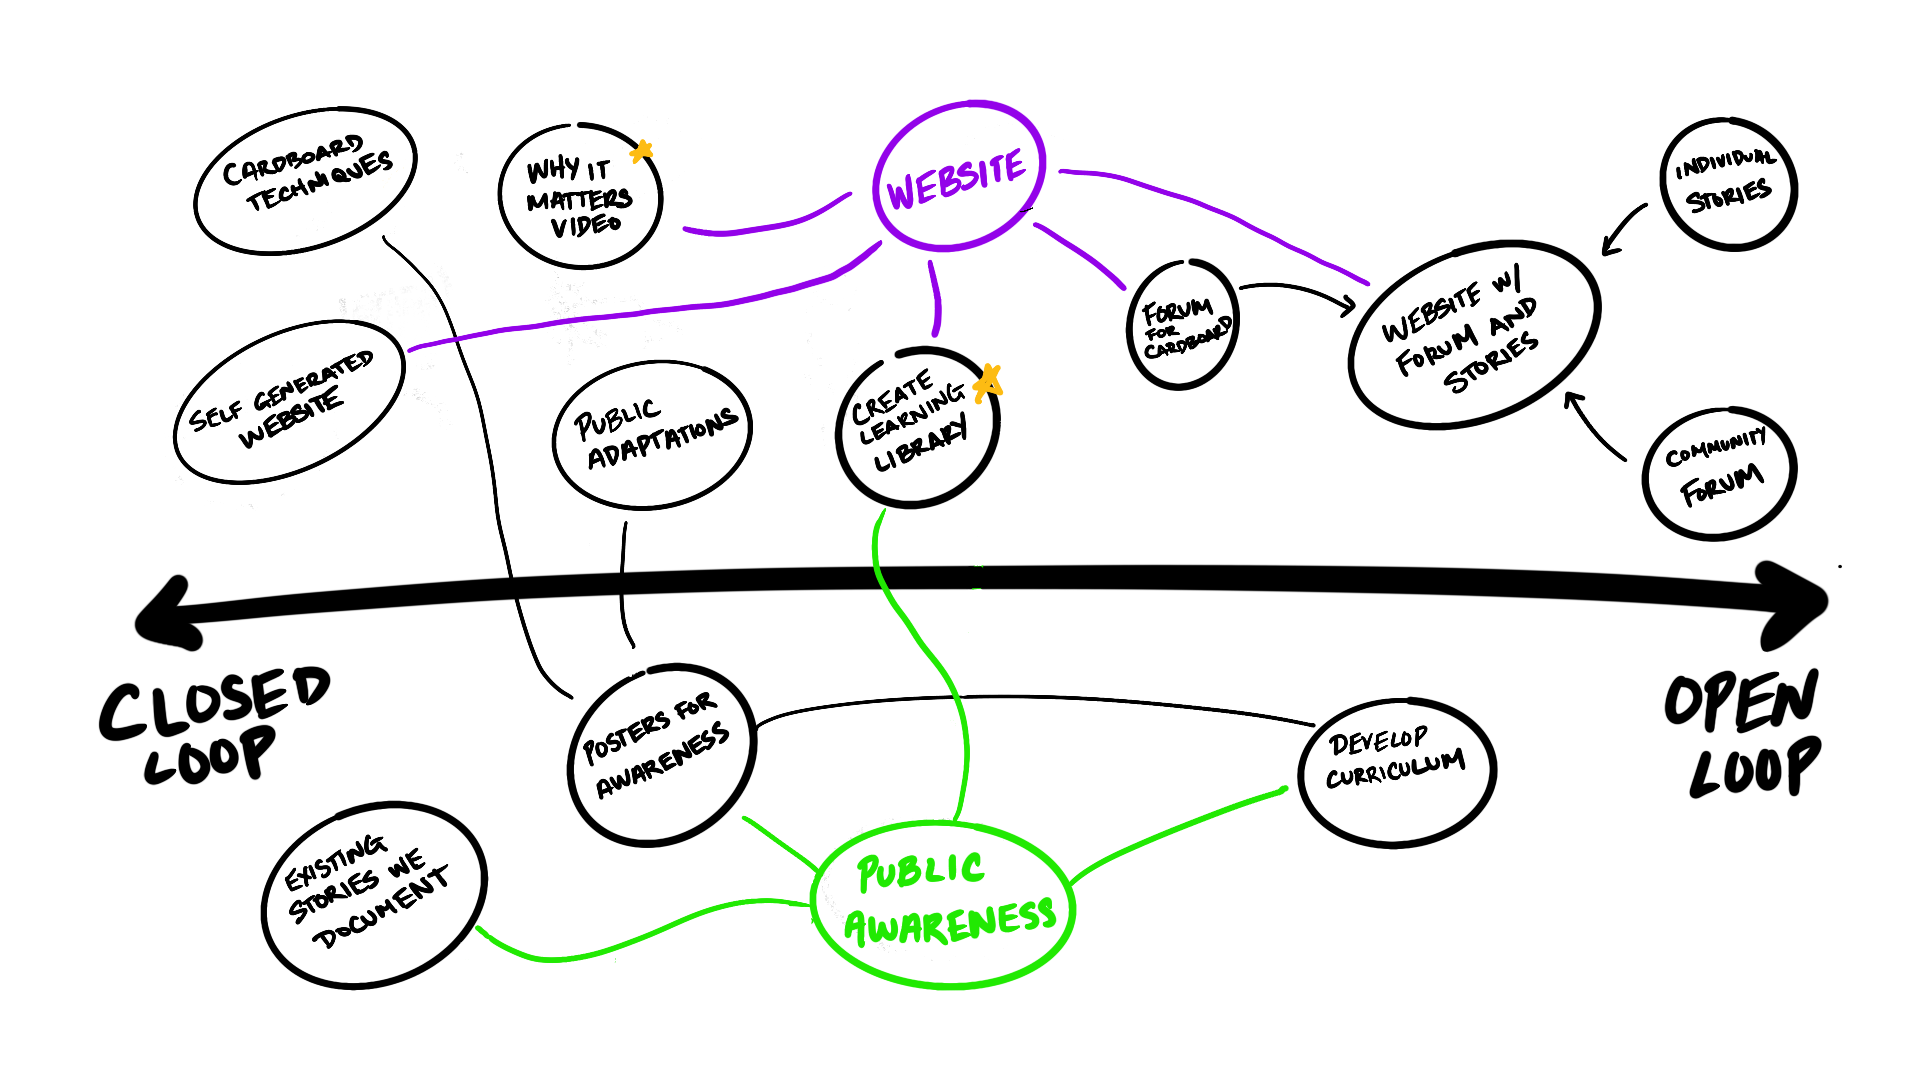 CARDBOARD
TECHNIQUES
WHY IT
MATTERS
VIDEO
WEBSITE
INDIVIDUAL
STORIES
SELF GENERATED
WEBSITE
PUBLIC
ADAPTATIONS
CREATE
LEARNING
LIBRARY
FORUM
FOR
CARDBOARD
WEBSITE W/
FORUM AND
STORIES
COMMUNITY
FORUM
CLOSED
LOOP
OPEN
LOOP
POSTERS FOR
AWARENESS
DEVELOP
CURRICULUM
EXISTING
STORIES WE
DOCUMENT
PUBLIC
AWARENESS